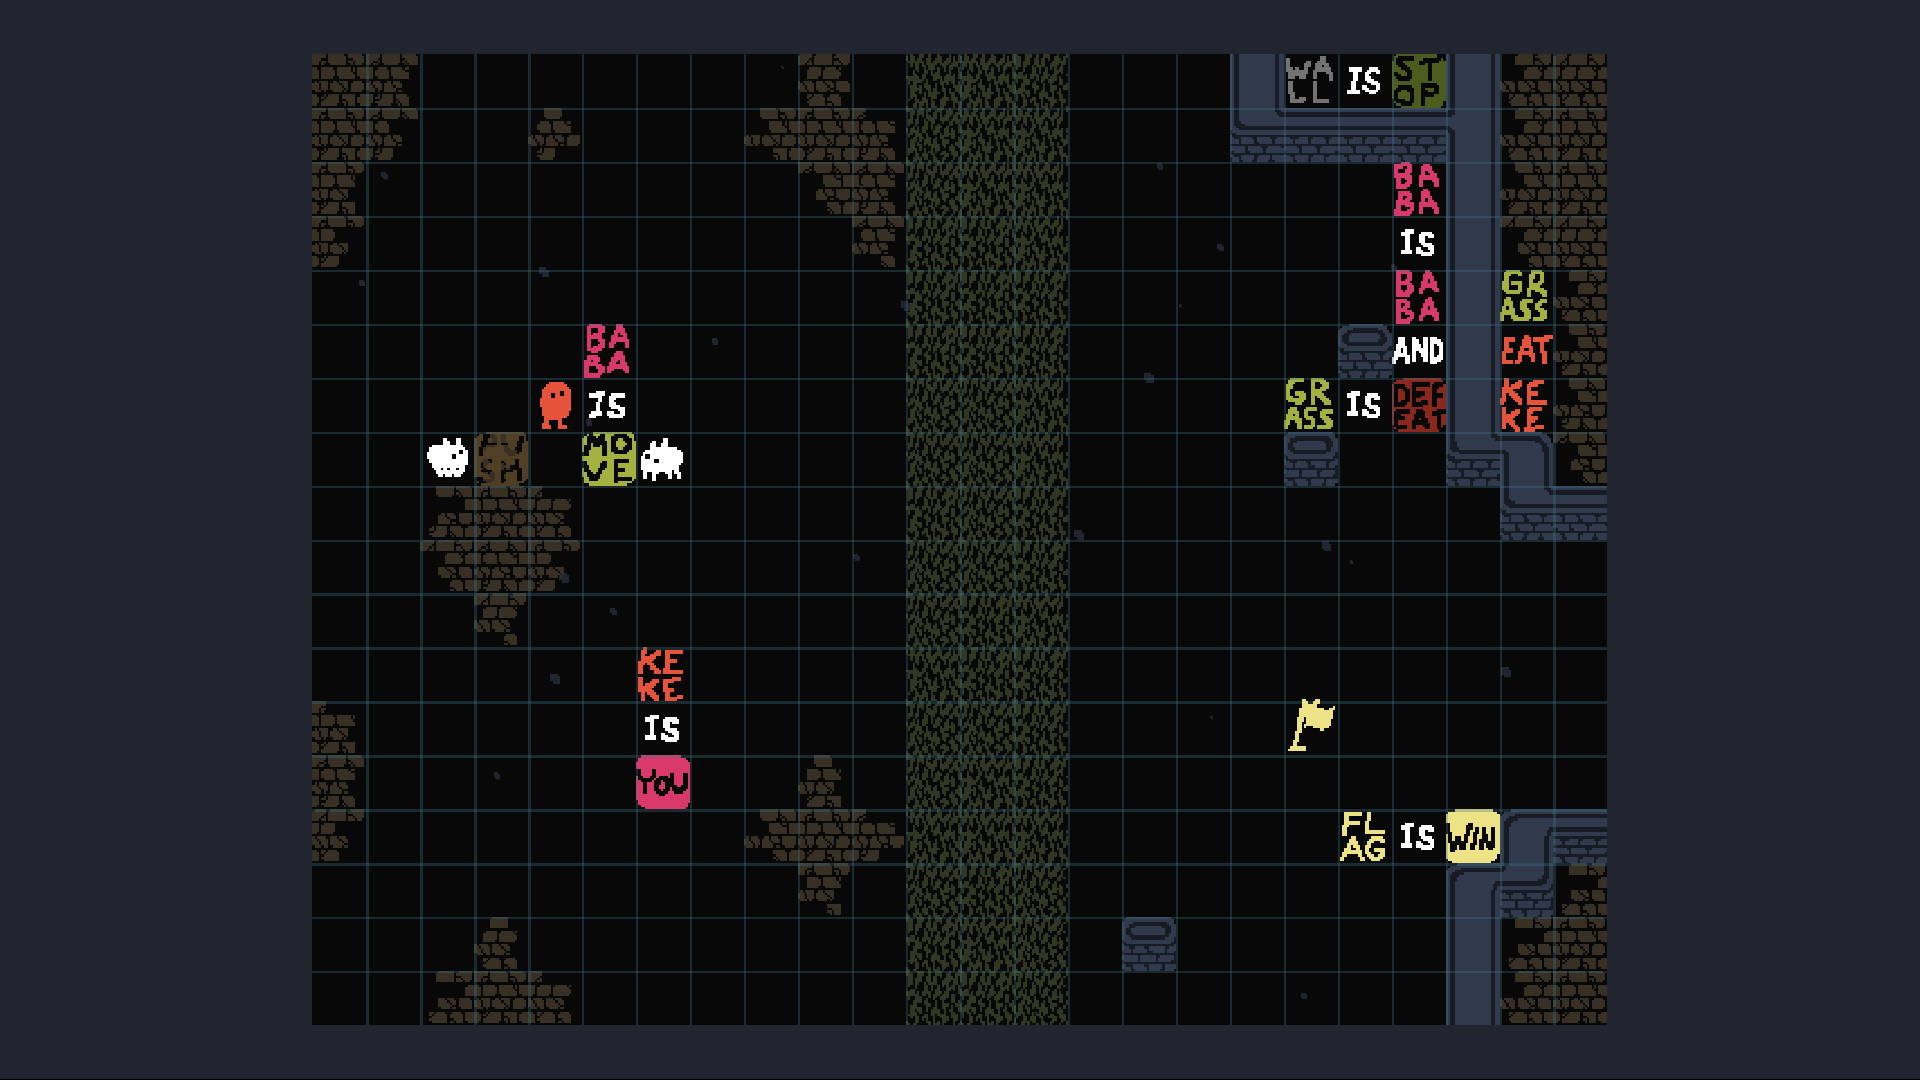 WALL IS STOP
BABA
IS
BABA GRASS
BABA AND EAT
IS GRASS IS DEFEAT KEKE
PUSH MOVE
KEKE
IS
YOU
FLAG IS WIN